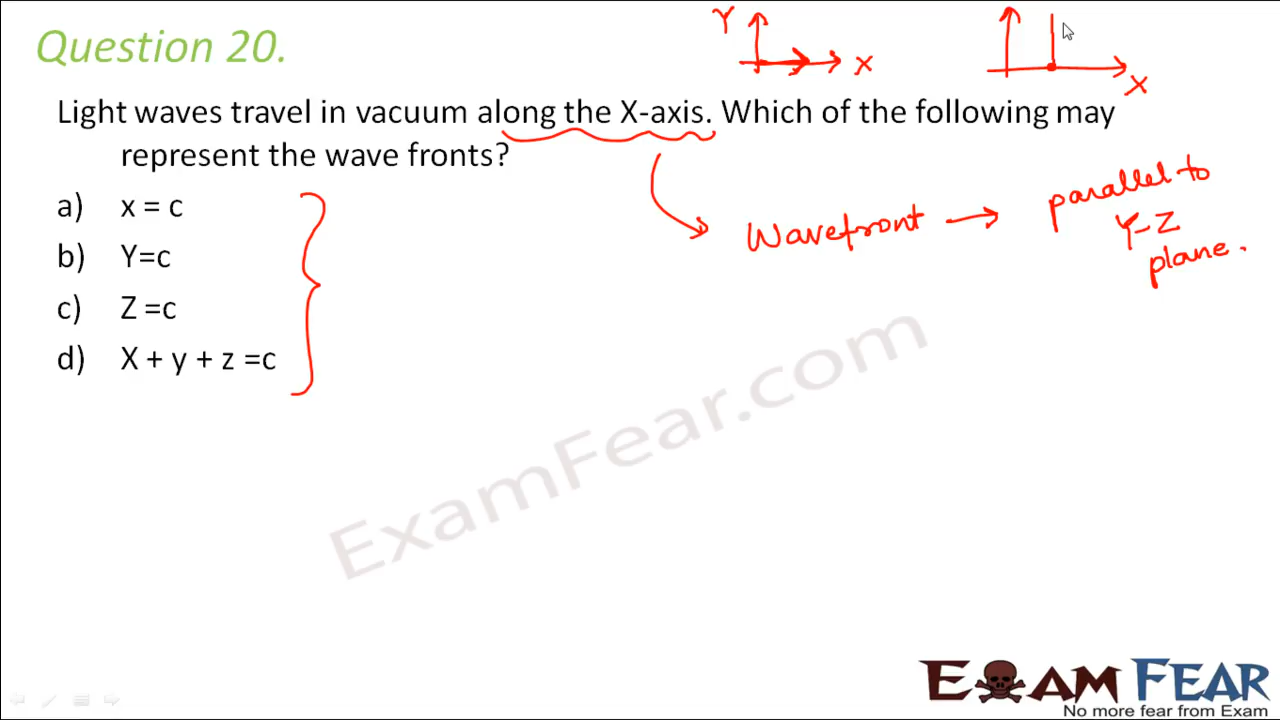 Question 20.
Y
X
X
Light waves travel in vacuum along the X-axis. Which of the following may
represent the wave fronts?
a) x = c
b) Y=c
c) Z =c
d) X + y + z =c
Wavefront → parallel to
Y-Z
plane.
ExamFear.com
EXAM FEAR
No more fear from Exam